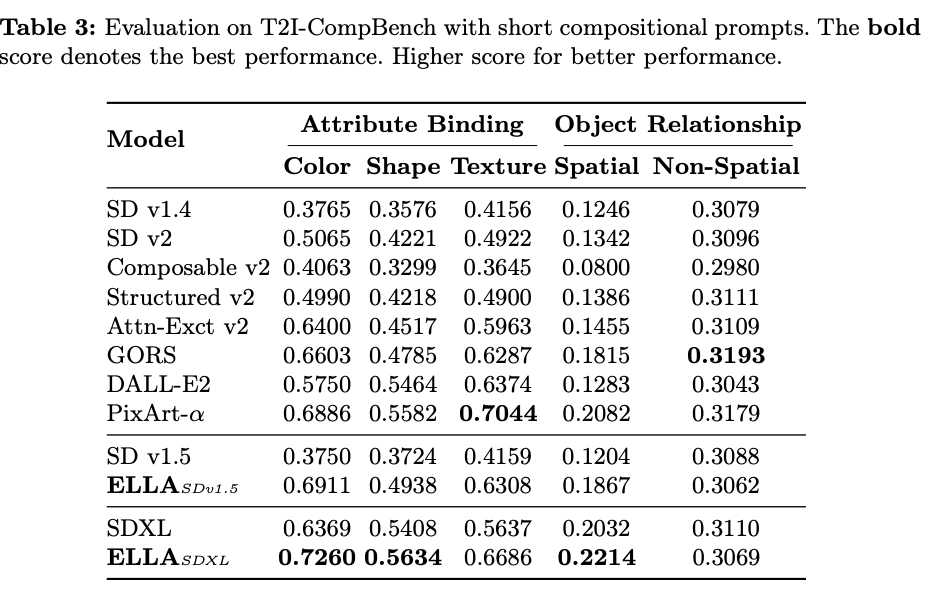 Table 3: Evaluation on T2I-CompBench with short compositional prompts. The bold
score denotes the best performance. Higher score for better performance.
Model Attribute Binding Object Relationship
Color Shape Texture Spatial Non-Spatial
SD v1.4 0.3765 0.3576 0.4156 0.1246 0.3079
SD v2 0.5065 0.4221 0.4922 0.1342 0.3096
Composable v2 0.4063 0.3299 0.3645 0.0800 0.2980
Structured v2 0.4990 0.4218 0.4900 0.1386 0.3111
Attn-Exct v2 0.6400 0.4517 0.5963 0.1455 0.3109
GORS 0.6603 0.4785 0.6287 0.1815 0.3193
DALL-E2 0.5750 0.5464 0.6374 0.1283 0.3043
PixArt-α 0.6886 0.5582 0.7044 0.2082 0.3179
SD v1.5 0.3750 0.3724 0.4159 0.1204 0.3088
ELLA SDv1.5 0.6911 0.4938 0.6308 0.1867 0.3062
SDXL 0.6369 0.5408 0.5637 0.2032 0.3110
ELLA SDXL 0.7260 0.5634 0.6686 0.2214 0.3069